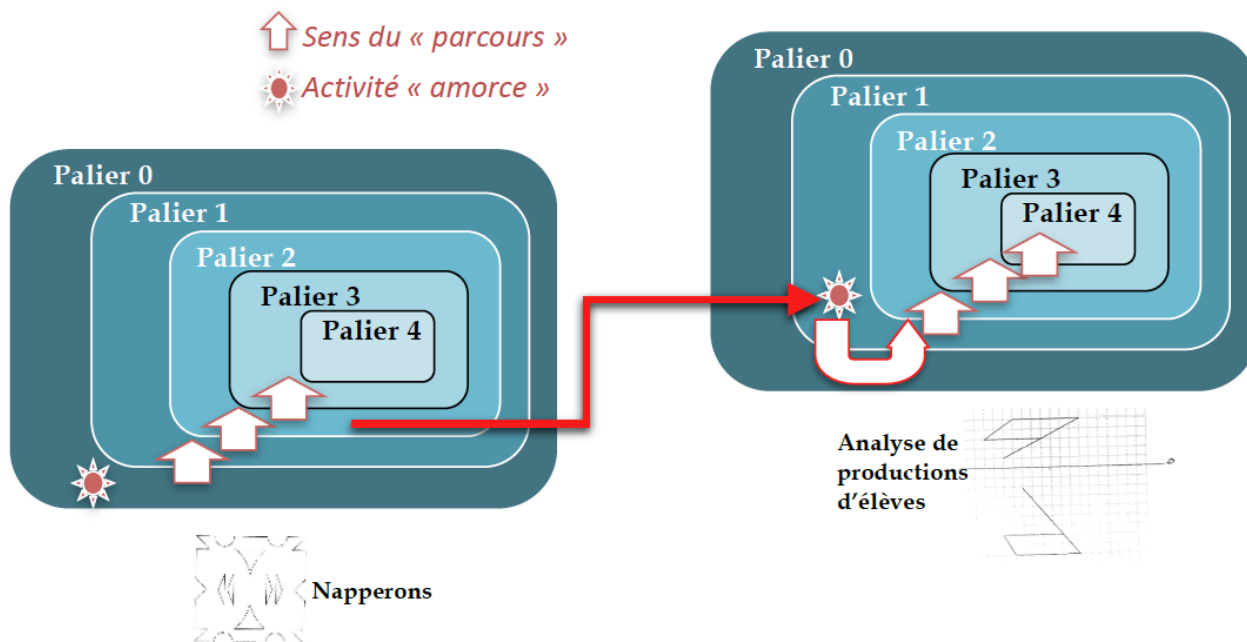 Sens du « parcours »
Activité « amorce »
Palier 0
Palier 1
Palier 2
Palier 3
Palier 4
Napperons
Palier 0
Palier 1
Palier 2
Palier 3
Palier 4
Analyse de
productions
d’élèves